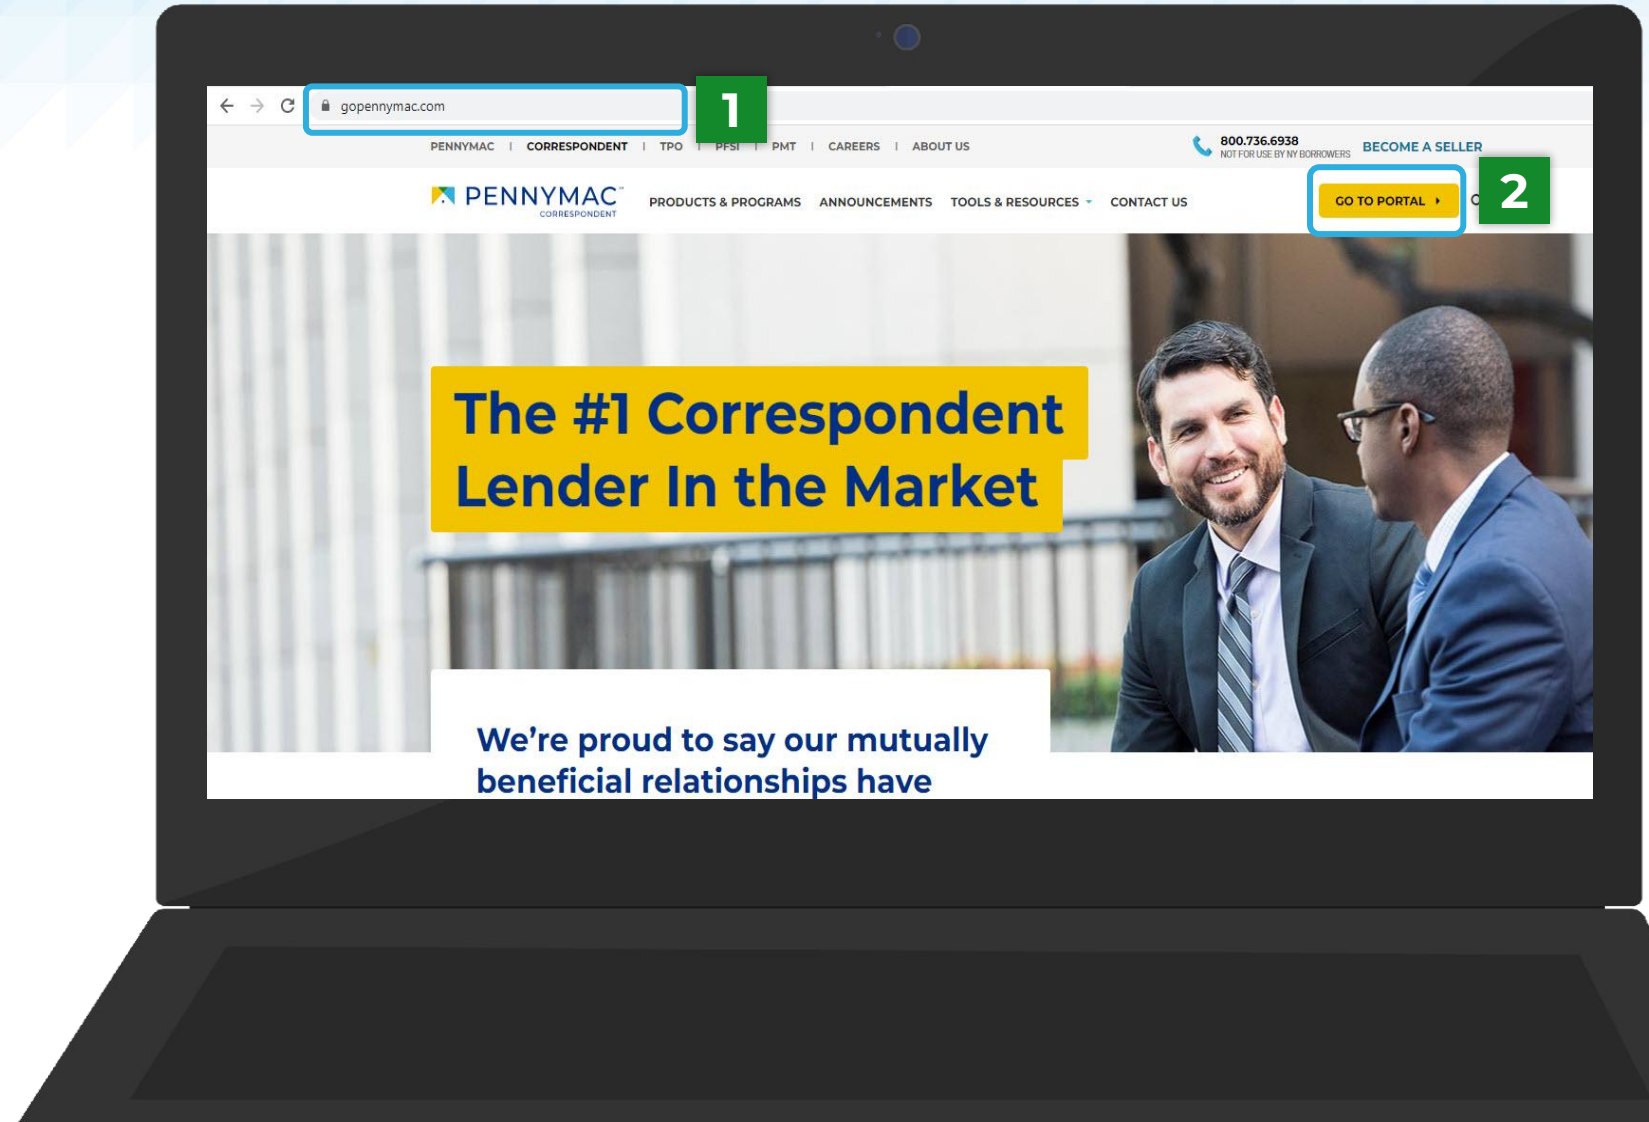 gopennymac.com
1
PENNYMAC | CORRESPONDENT | TPO | PFSI | PMT | CAREERS | ABOUT US
800.736.6938
NOT FOR USE BY NY BORROWERS
BECOME A SELLER
PENNYMAC
CORRESPONDENT
PRODUCTS & PROGRAMS ANNOUNCEMENTS TOOLS & RESOURCES CONTACT US
GO TO PORTAL
2
The #1 Correspondent
Lender In the Market
We’re proud to say our mutually
beneficial relationships have